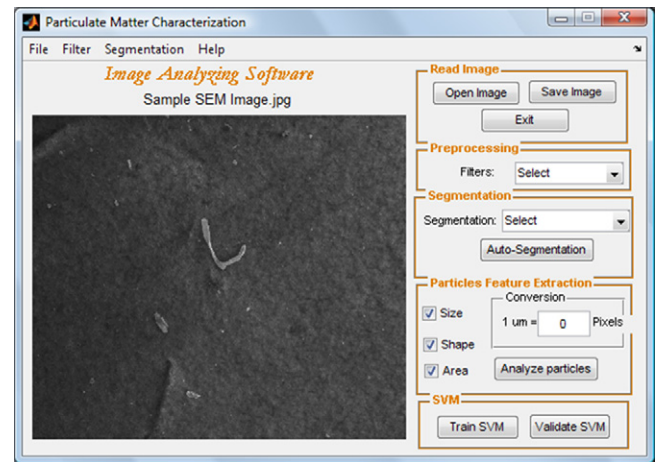 Particulate Matter Characterization
File Filter Segmentation Help
Image Analyzing Software
Sample SEM Image.jpg
Read Image
Open Image Save Image
Exit
Preprocessing
Filters: Select
Segmentation
Segmentation: Select
Auto-Segmentation
Particles Feature Extraction
Conversion
Size
1 um = 0 Pixels
Shape
Area
Analyze particles
SVM
Train SVM Validate SVM